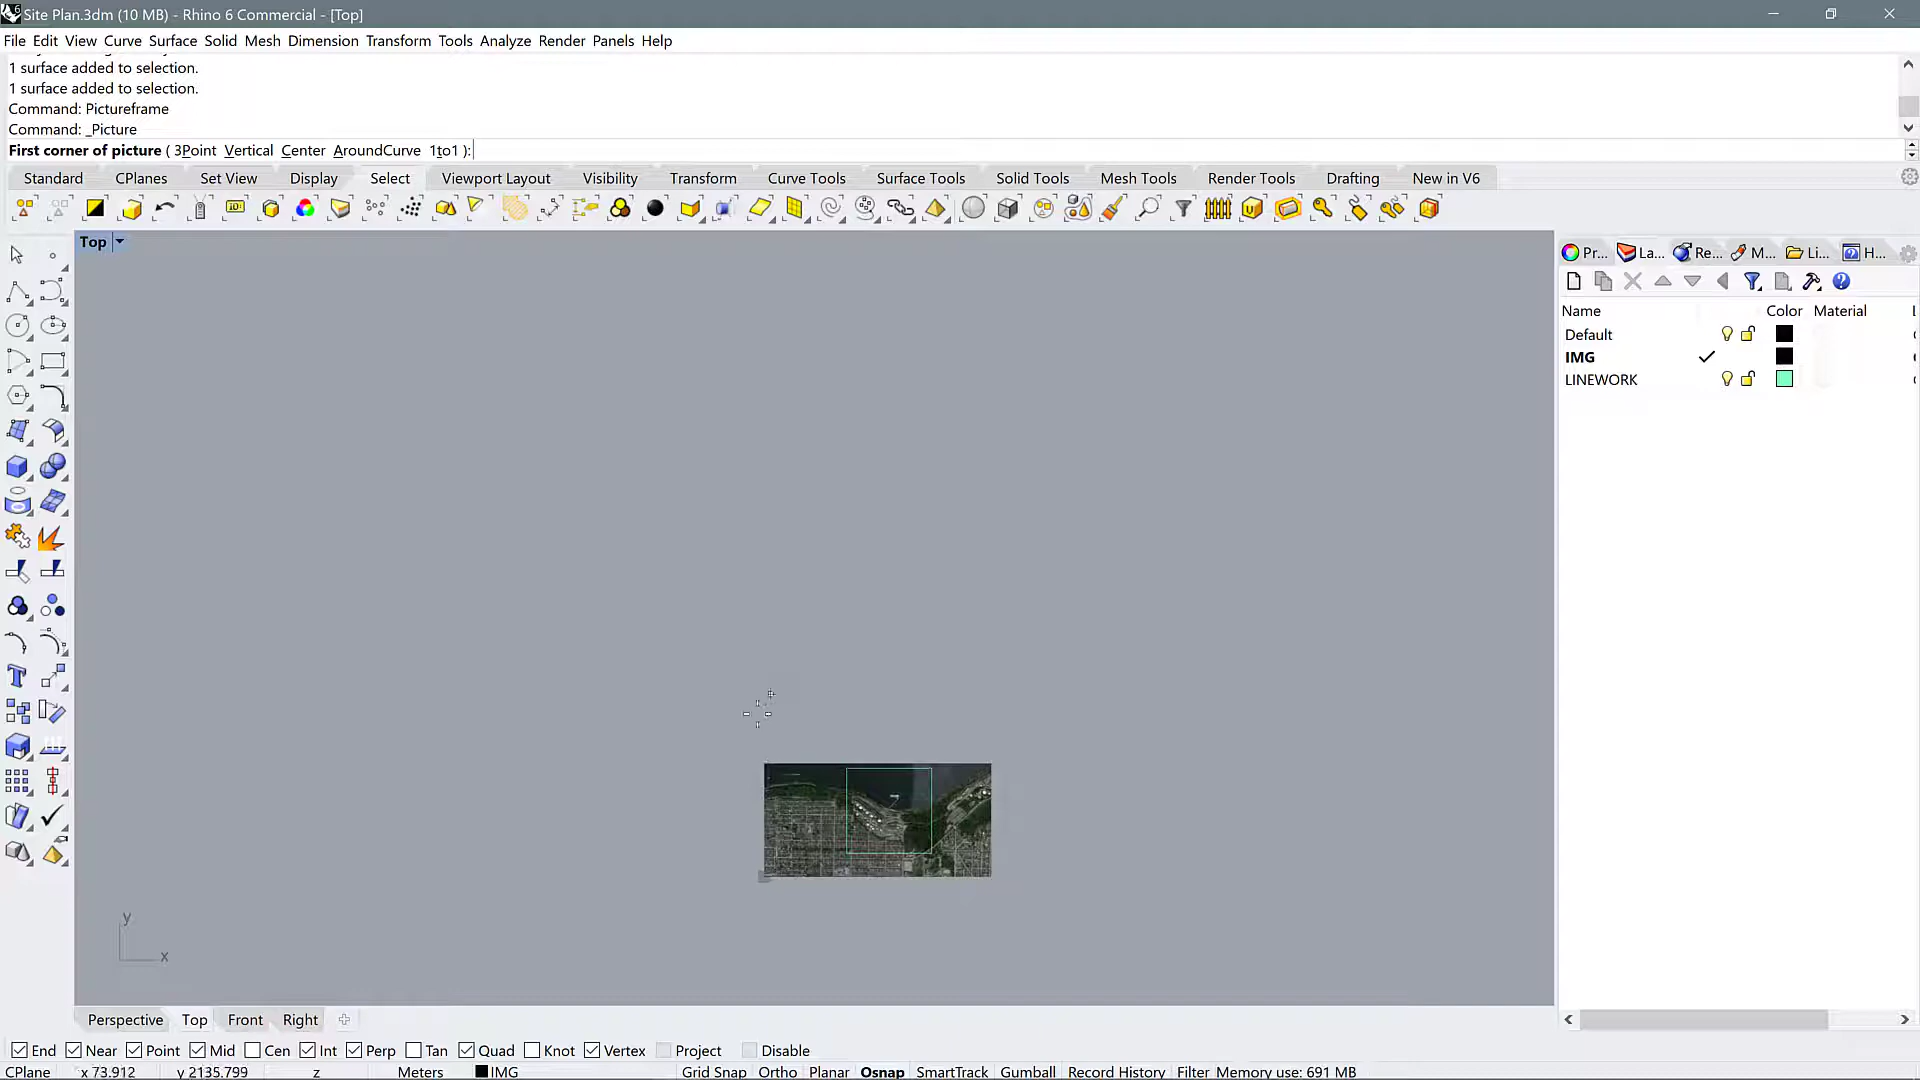 Site Plan.3dm (10 MB) - Rhino 6 Commercial - [Top]
File Edit View Curve Surface Solid Mesh Dimension Transform Tools Analyze Render Panels Help
1 surface added to selection.
1 surface added to selection.
Command: Pictureframe
Command: _Picture
First corner of picture ( 3Point Vertical Center AroundCurve 1to1 ):
Standard CPlanes Set View Display Select Viewport Layout Visibility Transform Curve Tools Surface Tools Solid Tools Mesh Tools Render Tools Drafting New in V6
Top
Pr... La... Re... M... Li... H...
Name Color Material
Default
IMG
LINEWORK
y
x
Perspective Top Front Right
End Near Point Mid Cen Int Perp Tan Quad Knot Vertex Project Disable
CPlane x 73.912 y 2135.799 z Meters IMG Grid Snap Ortho Planar Osnap SmartTrack Gumball Record History Filter Memory use: 691 MB